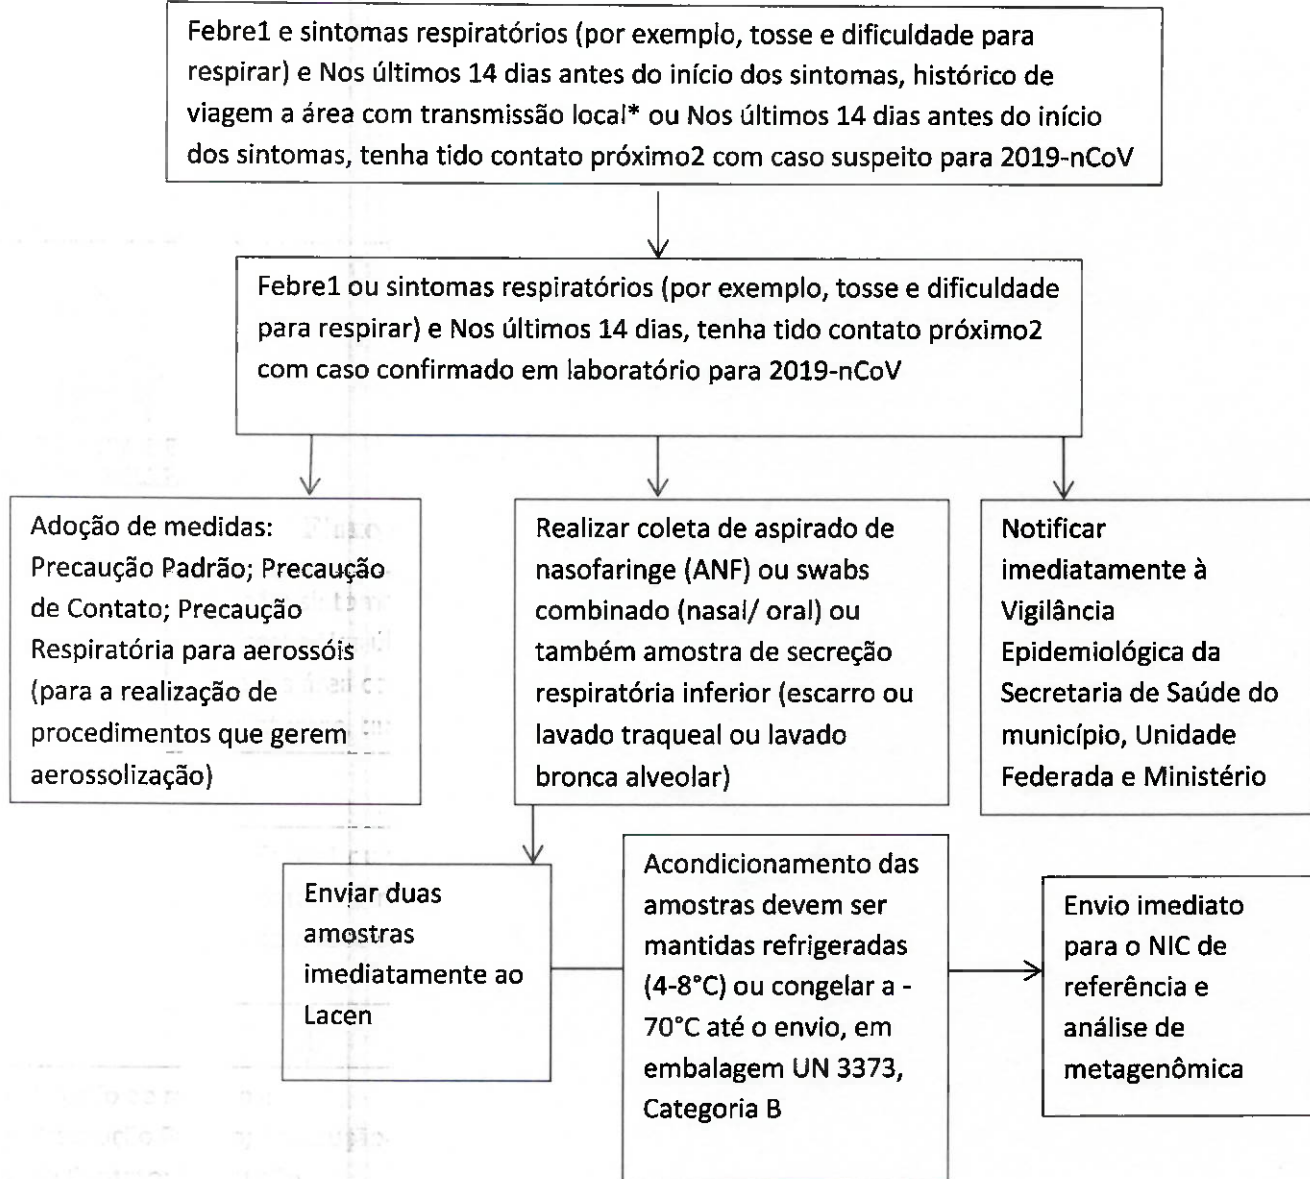 Febre1 e sintomas respiratórios (por exemplo, tosse e dificuldade para
respirar) e Nos últimos 14 dias antes do início dos sintomas, histórico de
viagem a área com transmissão local* ou Nos últimos 14 dias antes do início
dos sintomas, tenha tido contato próximo2 com caso suspeito para 2019-nCoV
Febre1 ou sintomas respiratórios (por exemplo, tosse e dificuldade
para respirar) e Nos últimos 14 dias, tenha tido contato próximo2
com caso confirmado em laboratório para 2019-nCoV
Adoção de medidas:
Precaução Padrão; Precaução
de Contato; Precaução
Respiratória para aerossóis
(para a realização de
procedimentos que gerem
aerossolização)
Realizar coleta de aspirado de
nasofaringe (ANF) ou swabs
combinado (nasal/ oral) ou
também amostra de secreção
respiratória inferior (escarro ou
lavado traqueal ou lavado
bronca alveolar)
Notificar
imediatamente à
Vigilância
Epidemiológica da
Secretaria de Saúde do
município, Unidade
Federada e Ministério
Enviar duas
amostras
imediatamente ao
Lacen
Acondicionamento das
amostras devem ser
mantidas refrigeradas
(4-8°C) ou congelar a -
70°C até o envio, em
embalagem UN 3373,
Categoria B
Envio imediato
para o NIC de
referência e
análise de
metagenômica